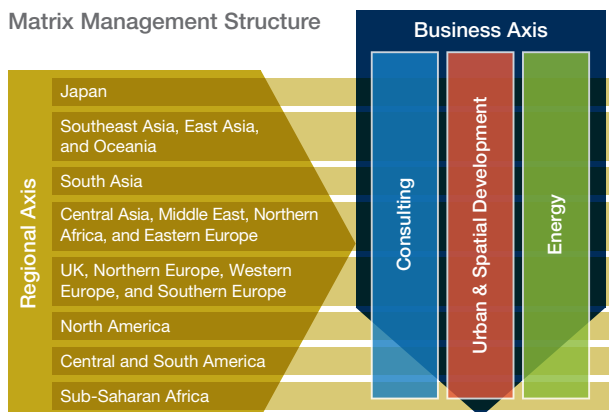 Matrix Management Structure
Business Axis
Regional Axis
Japan
Southeast Asia, East Asia,
and Oceania
South Asia
Central Asia, Middle East, Northern
Africa, and Eastern Europe
UK, Northern Europe, Western
Europe, and Southern Europe
North America
Central and South America
Sub-Saharan Africa
Consulting
Urban & Spatial Development
Energy